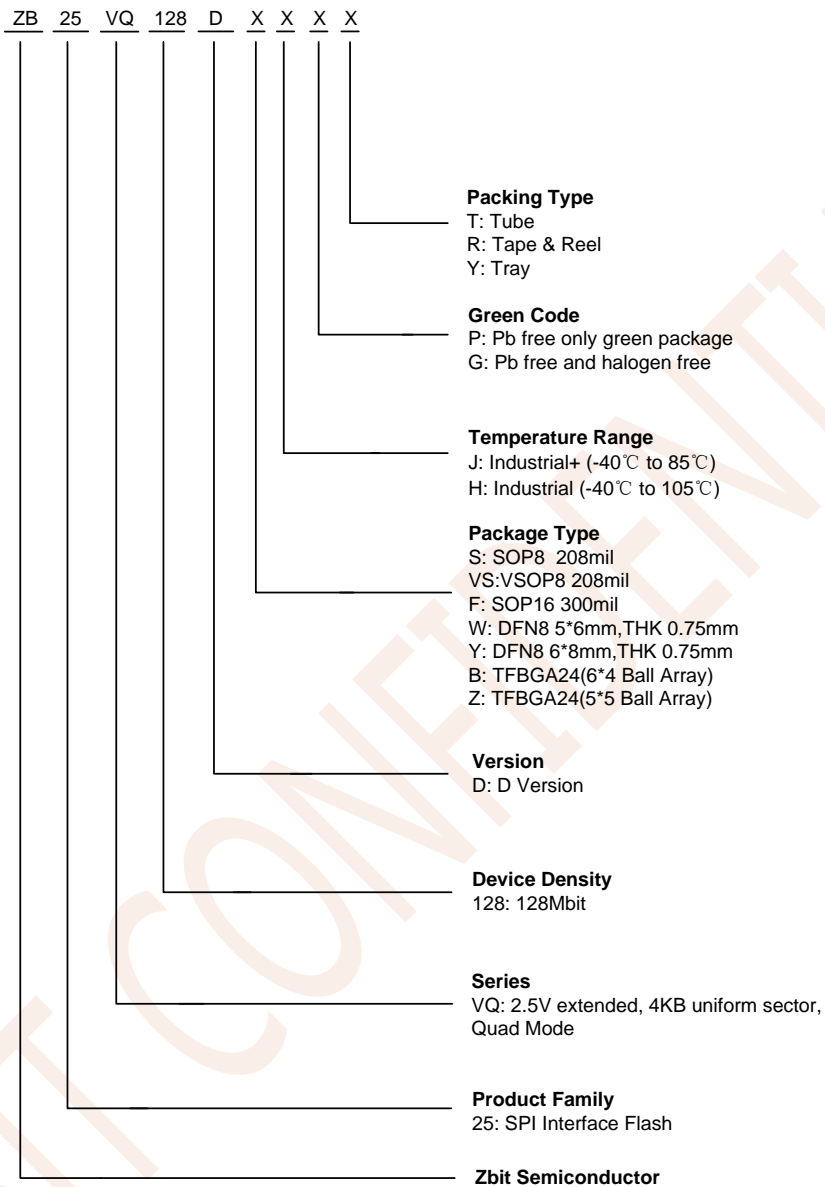 ZB 25 VQ 128 D X X X X
Packing Type
T: Tube
R: Tape & Reel
Y: Tray
Green Code
P: Pb free only green package
G: Pb free and halogen free
Temperature Range
J: Industrial+ (-40℃ to 85℃)
H: Industrial (-40℃ to 105℃)
Package Type
S: SOP8 208mil
VS:VSOP8 208mil
F: SOP16 300mil
W: DFN8 5*6mm,THK 0.75mm
Y: DFN8 6*8mm,THK 0.75mm
B: TFBGA24(6*4 Ball Array)
Z: TFBGA24(5*5 Ball Array)
Version
D: D Version
Device Density
128: 128Mbit
Series
VQ: 2.5V extended, 4KB uniform sector,
Quad Mode
Product Family
25: SPI Interface Flash
Zbit Semiconductor
T CONFIDENTI